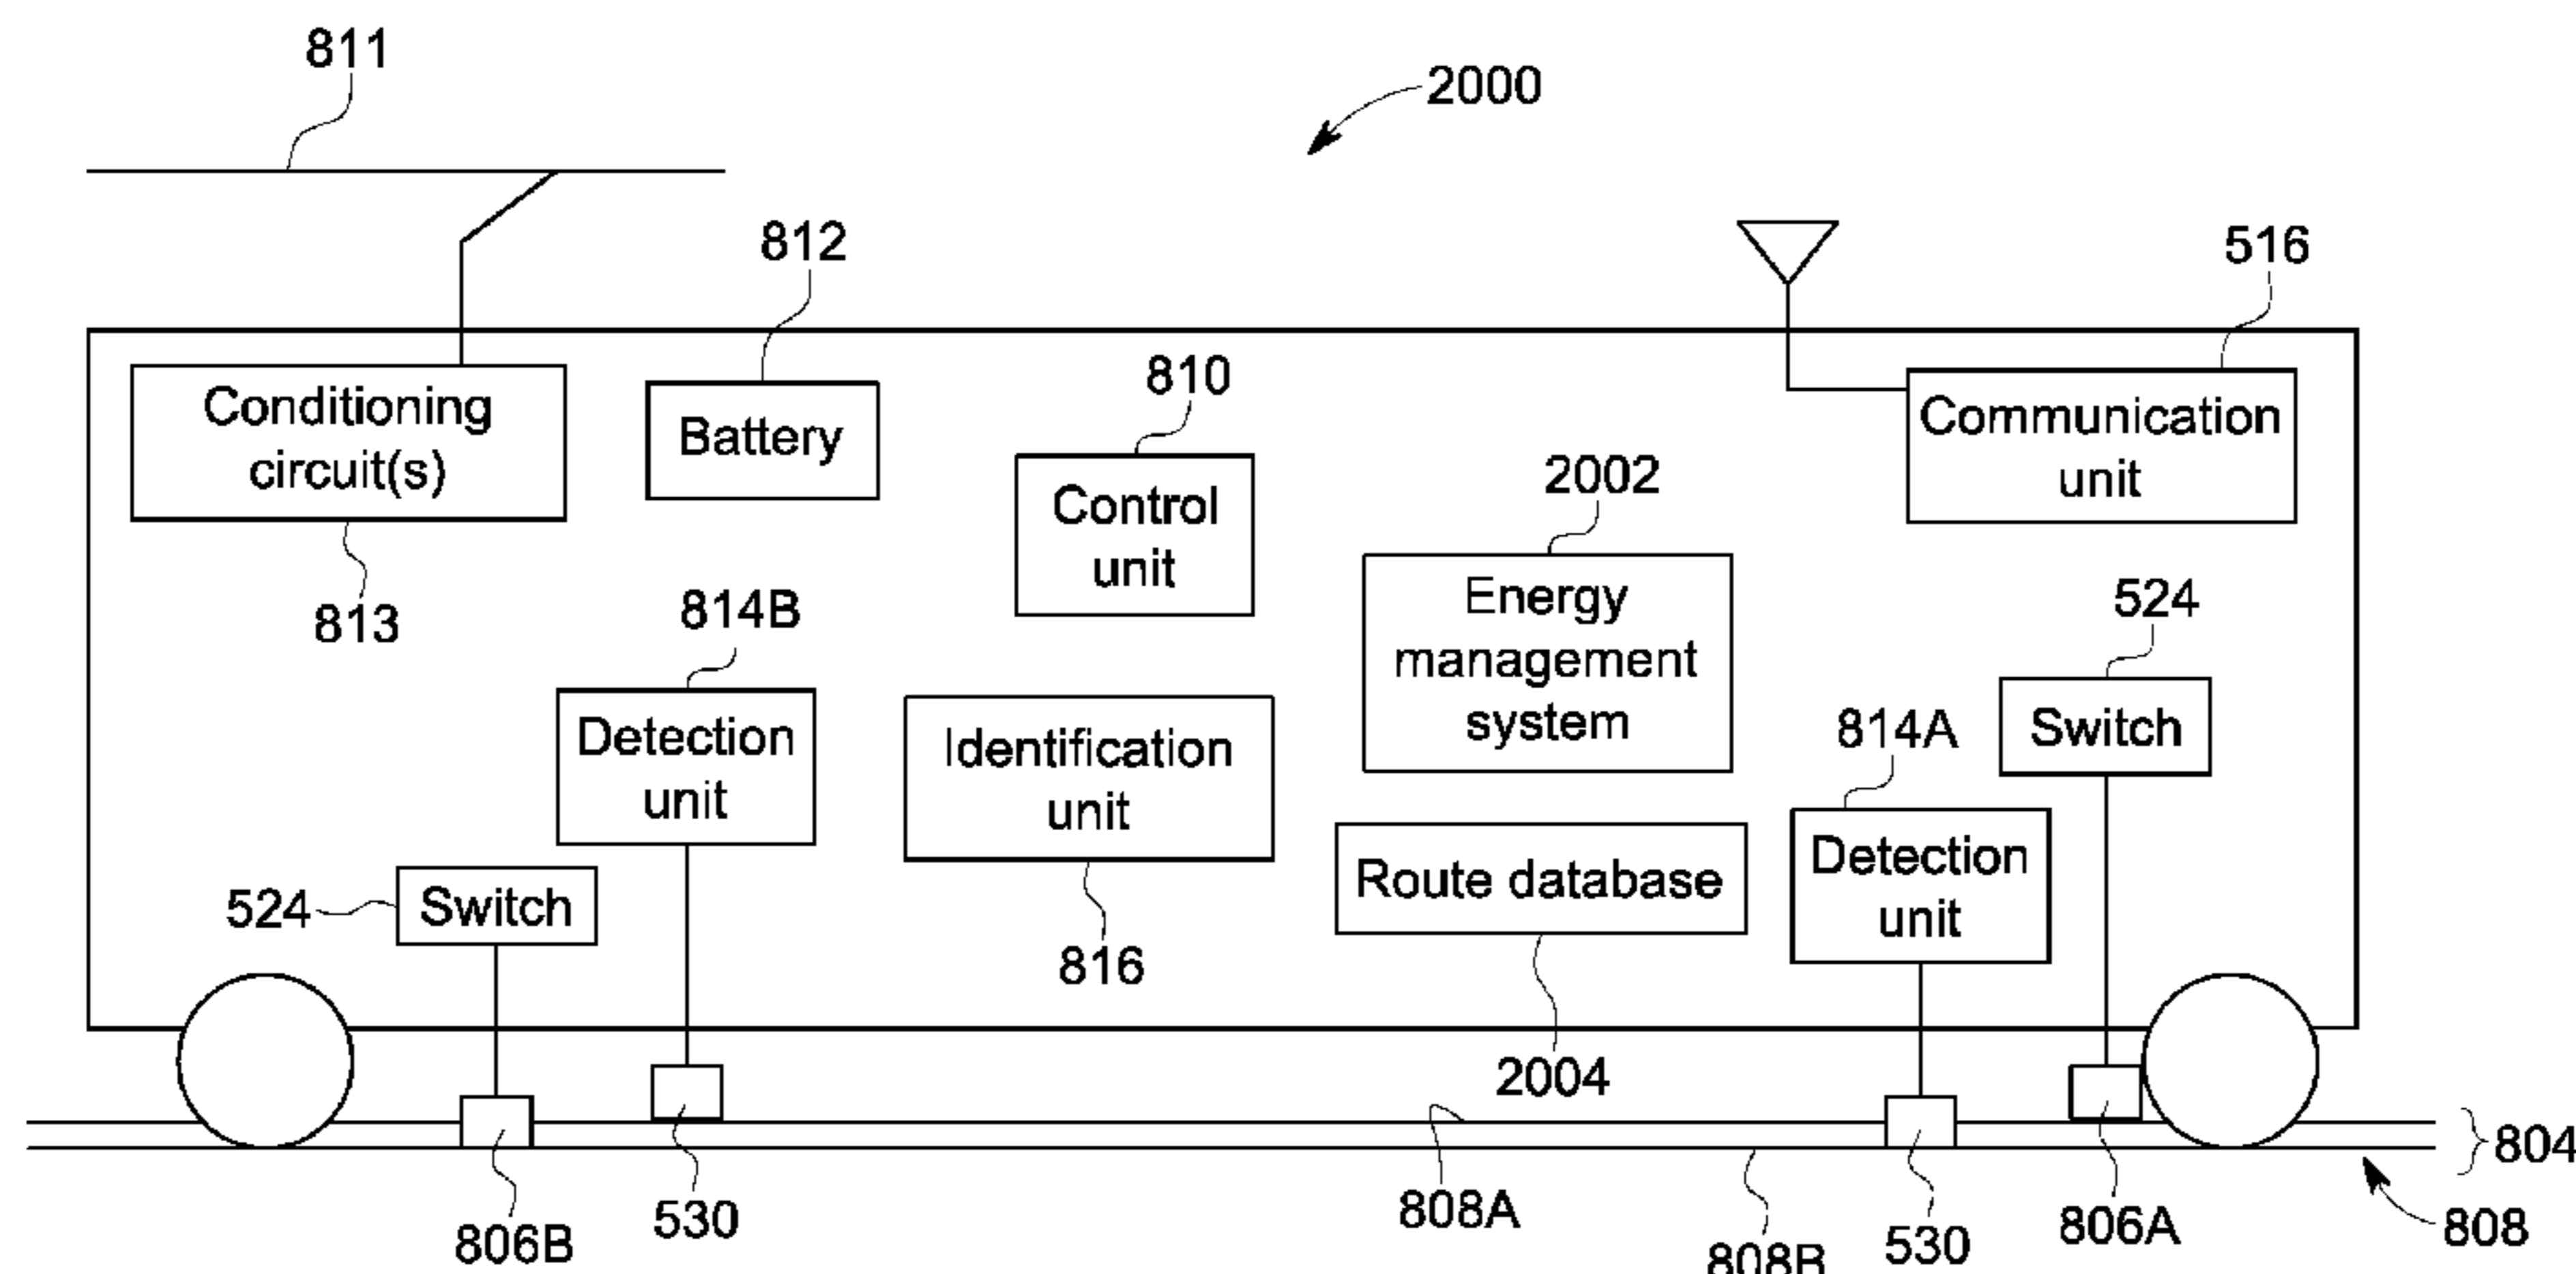 811
2000
812
516
Conditioning
circuit(s)
813
Battery
810
Control
unit
2002
Energy
management
system
Communication
unit
814B
Detection
unit
524
Switch
Identification
unit
816
Route database
2004
814A
Detection
unit
524
Switch
806B
530
808A
808B
530
806A
804
808